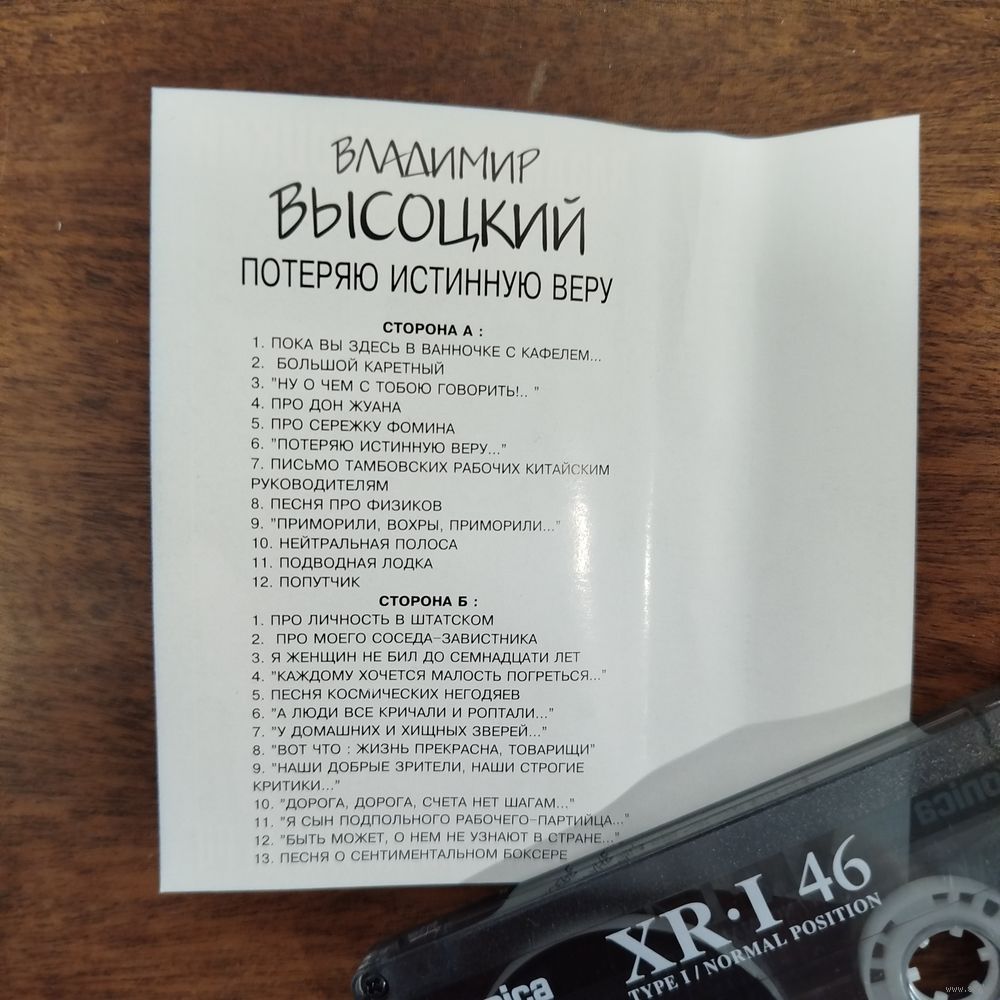 ВЛАДИМИР
ВЫСОЦКИЙ
ПОТЕРЯЮ ИСТИННУЮ ВЕРУ
СТОРОНА А :
1. ПОКА ВЫ ЗДЕСЬ В ВАННОЧКЕ С КАФЕЛЕМ...
2. БОЛЬШОЙ КАРЕТНЫЙ
3. "НУ О ЧЕМ С ТОБОЮ ГОВОРИТЬ!.. "
4. ПРО ДОН ЖУАНА
5. ПРО СЕРЕЖКУ ФОМИНА
6. "ПОТЕРЯЮ ИСТИННУЮ ВЕРУ..."
7. ПИСЬМО ТАМБОВСКИХ РАБОЧИХ КИТАЙСКИМ
РУКОВОДИТЕЛЯМ
8. ПЕСНЯ ПРО ФИЗИКОВ
9. "ПРИМОРИЛИ, ВОХРЫ, ПРИМОРИЛИ..."
10. НЕЙТРАЛЬНАЯ ПОЛОСА
11. ПОДВОДНАЯ ЛОДКА
12. ПОПУТЧИК
СТОРОНА Б :
1. ПРО ЛИЧНОСТЬ В ШТАТСКОМ
2. ПРО МОЕГО СОСЕДА-ЗАВИСТНИКА
3. Я ЖЕНЩИН НЕ БИЛ ДО СЕМНАДЦАТИ ЛЕТ
4. "КАЖДОМУ ХОЧЕТСЯ МАЛОСТЬ ПОГРЕТЬСЯ..."
5. ПЕСНЯ КОСМИЧЕСКИХ НЕГОДЯЕВ
6. "А ЛЮДИ ВСЕ КРИЧАЛИ И РОПТАЛИ..."
7. "У ДОМАШНИХ И ХИЩНЫХ ЗВЕРЕЙ..."
8. "ВОТ ЧТО : ЖИЗНЬ ПРЕКРАСНА, ТОВАРИЩИ"
9. "НАШИ ДОБРЫЕ ЗРИТЕЛИ, НАШИ СТРОГИЕ
КРИТИКИ..."
10. "ДОРОГА, ДОРОГА, СЧЕТА НЕТ ШАГАМ..."
11. "Я СЫН ПОДПОЛЬНОГО РАБОЧЕГО-ПАРТИЙЦА..."
12. "БЫТЬ МОЖЕТ, О НЕМ НЕ УЗНАЮТ В СТРАНЕ..."
13. ПЕСНЯ О СЕНТИМЕНТАЛЬНОМ БОКСЕРЕ
XR·I 46
TYPE I / NORMAL POSITION